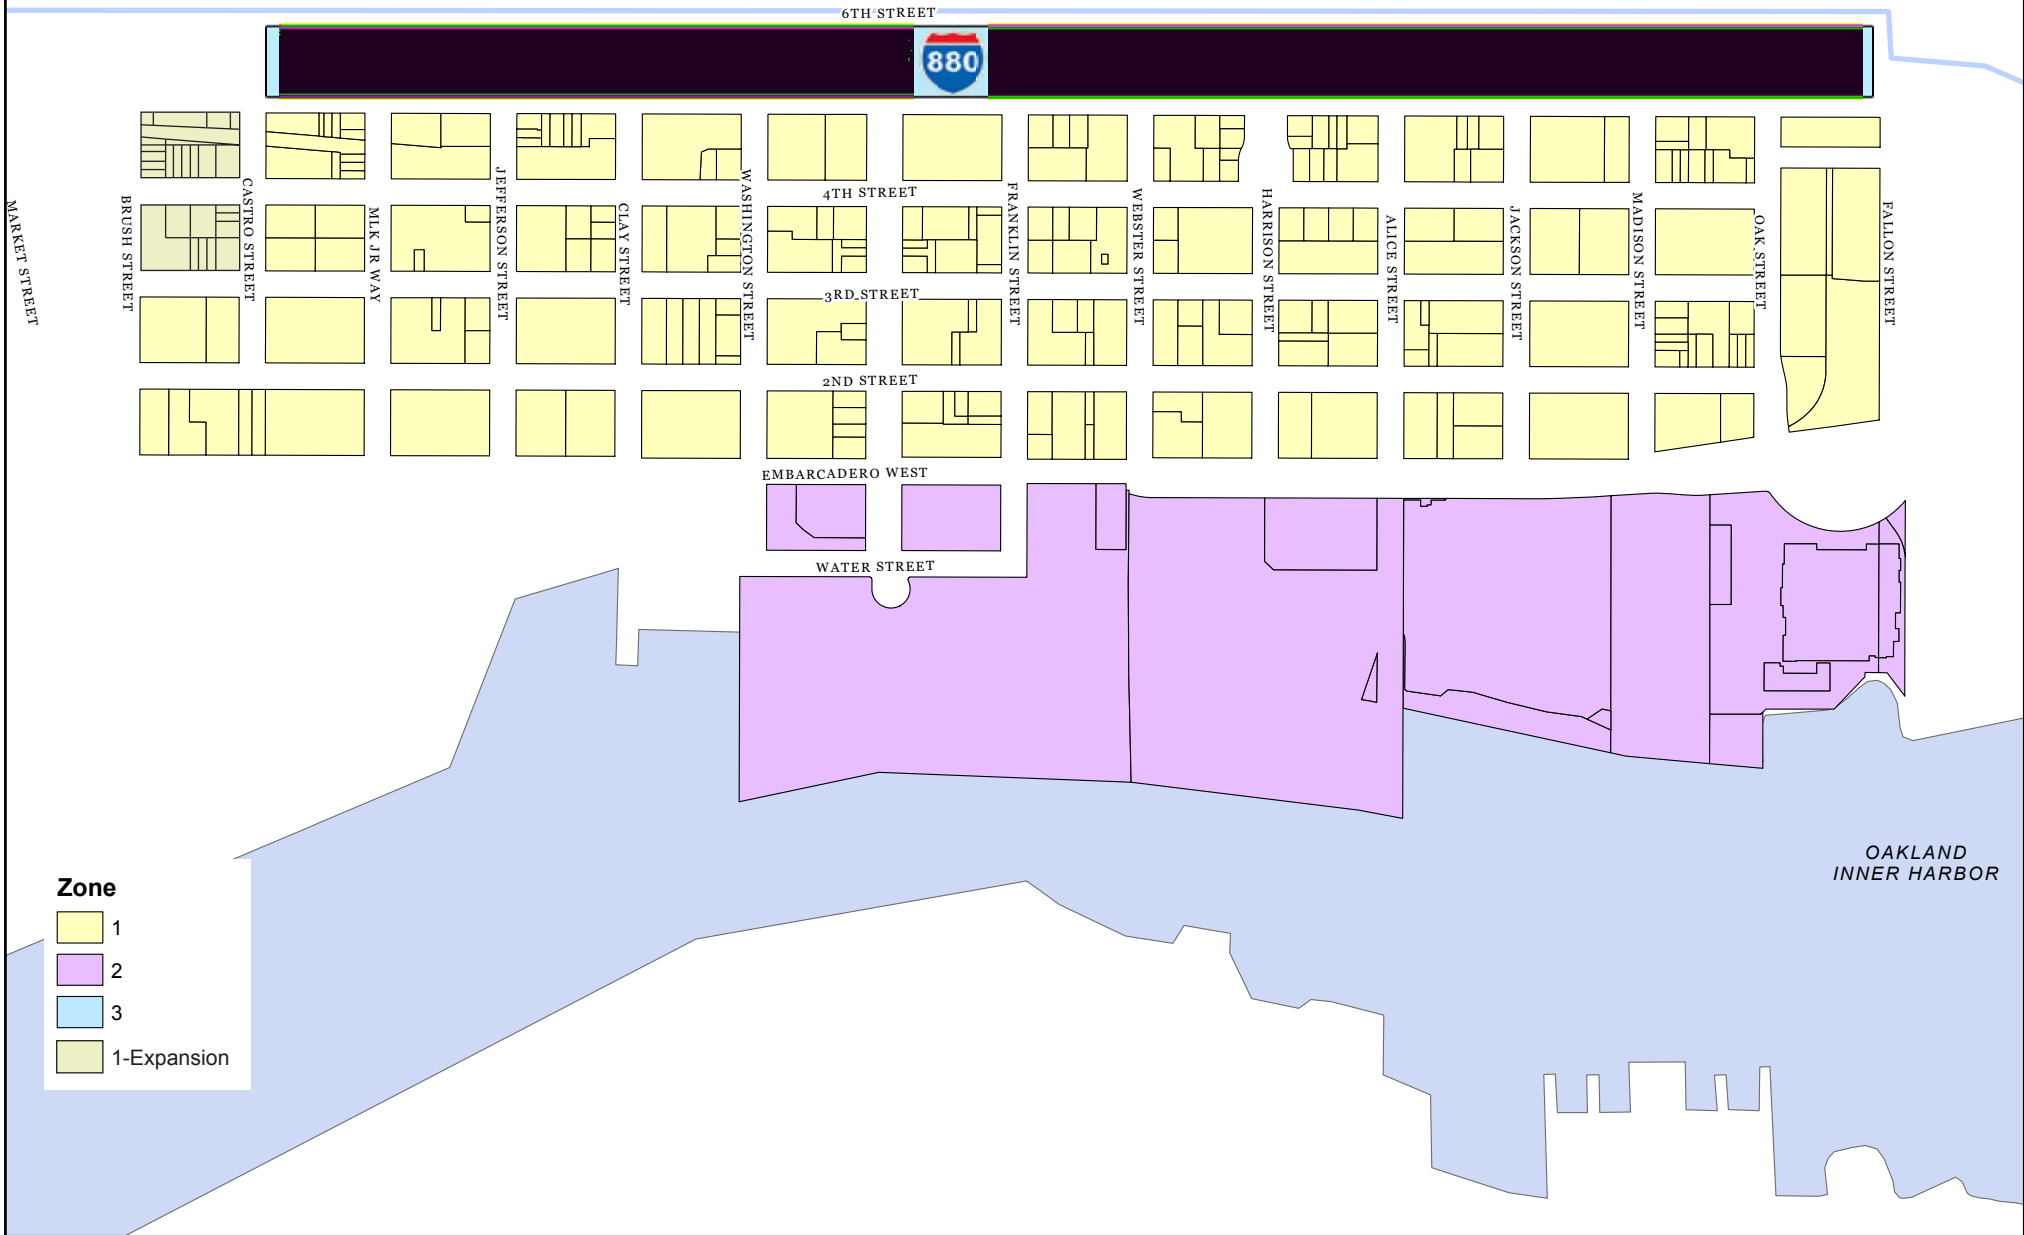 6TH STREET
880
4TH STREET
3RD STREET
2ND STREET
EMBARCADERO WEST
WATER STREET
MARKET STREET
BRUSH STREET
CASTRO STREET
MLK JR WAY
JEFFERSON STREET
CLAY STREET
WASHINGTON STREET
FRANKLIN STREET
WEBSTER STREET
HARRISON STREET
ALICE STREET
JACKSON STREET
MADISON STREET
OAK STREET
FALLON STREET
OAKLAND
INNER HARBOR
Zone
1
2
3
1-Expansion